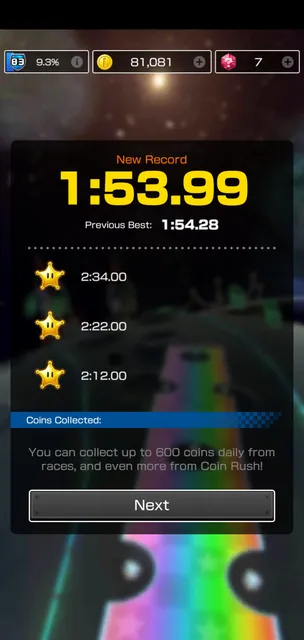 83 9.3% i 81,081 + 7 +
New Record
1:53.99
Previous Best: 1:54.28
2:34.00
2:22.00
2:12.00
Coins Collected:
You can collect up to 600 coins daily from
races, and even more from Coin Rush!
Next